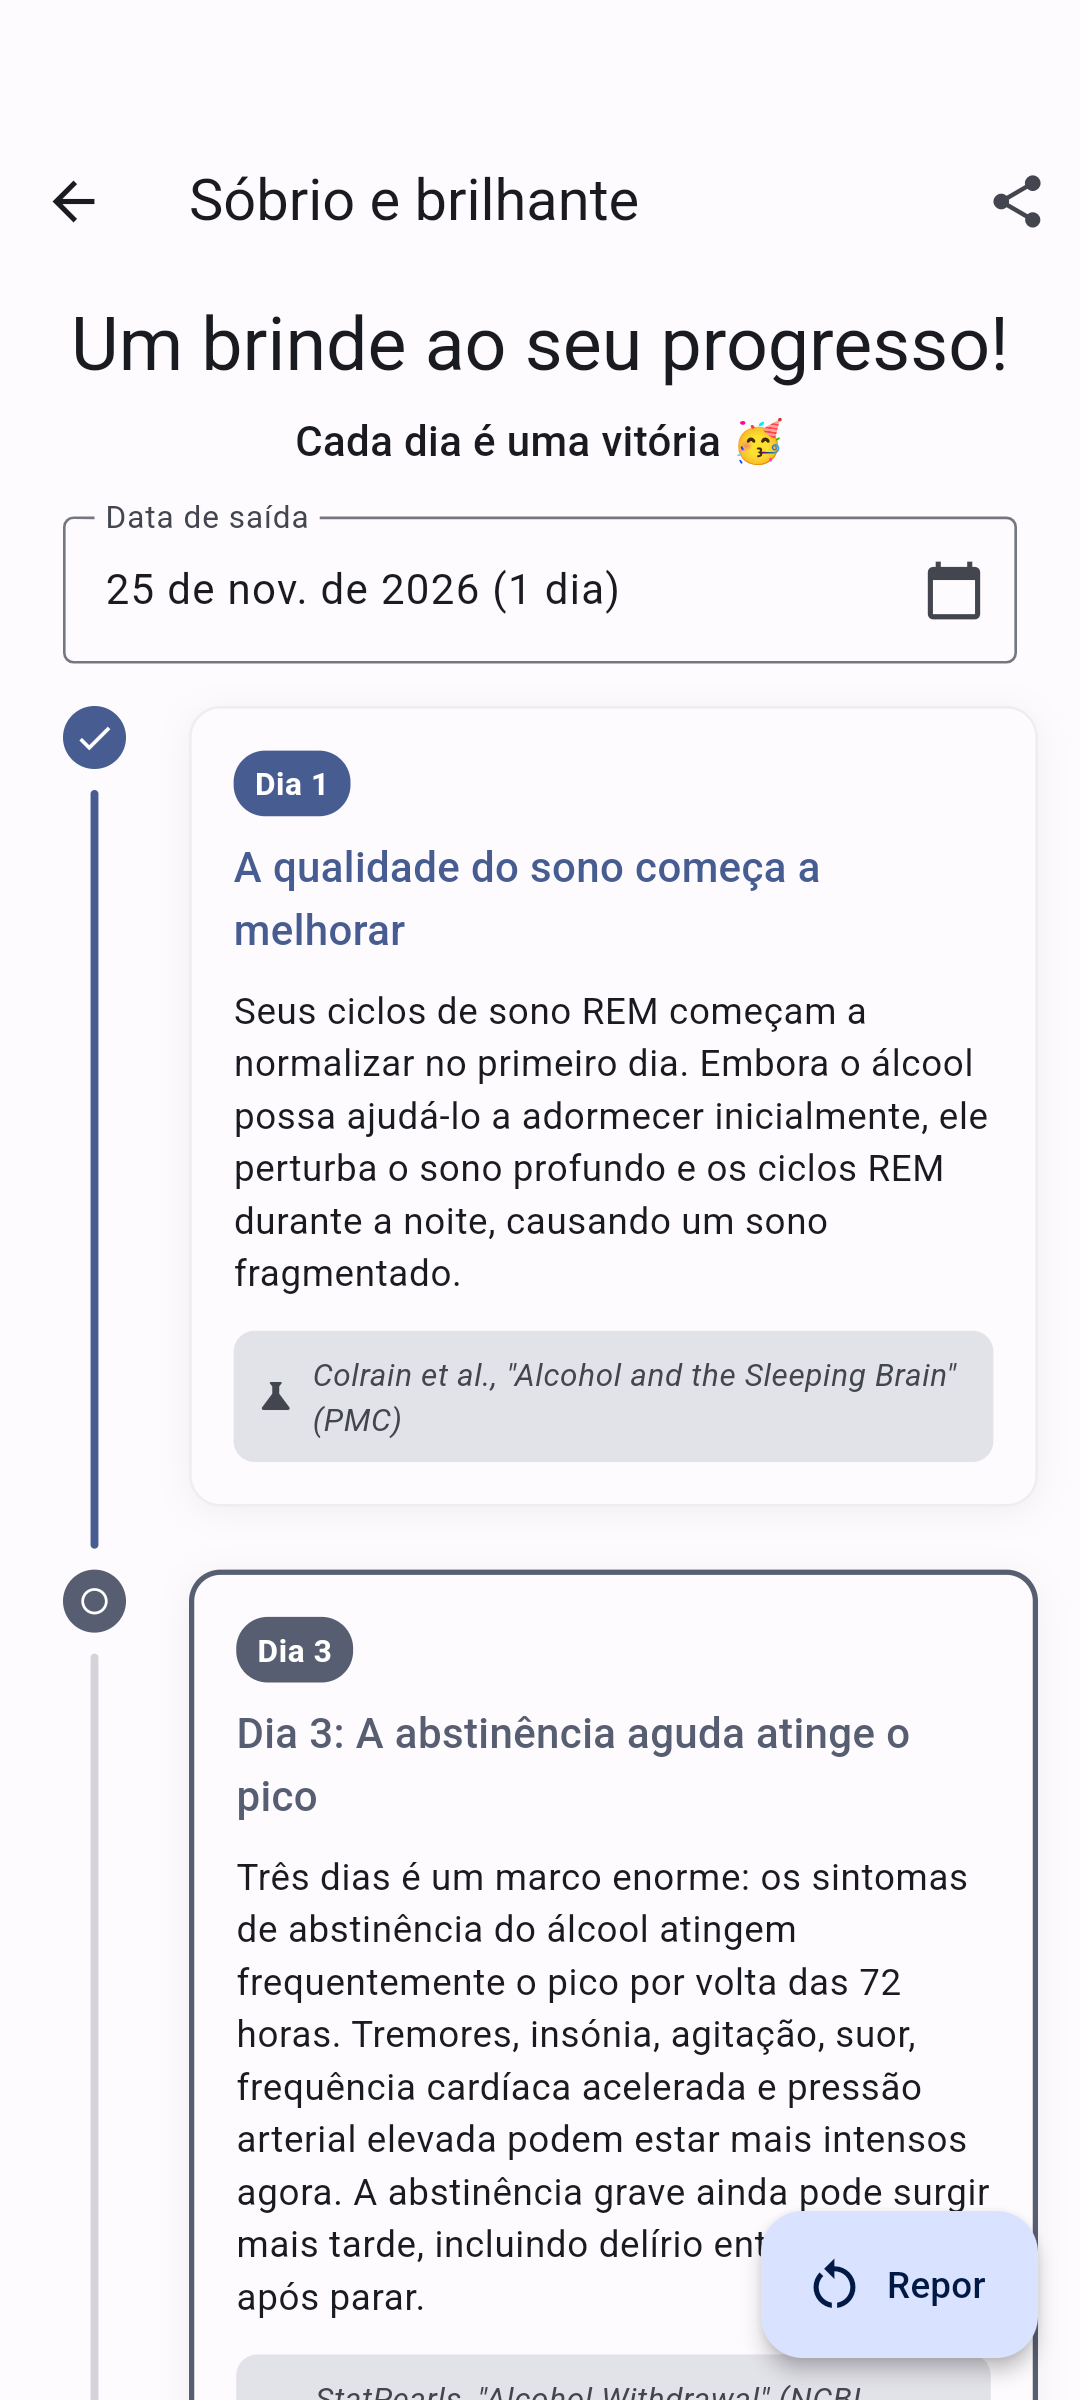 Sóbrio e brilhante
Um brinde ao seu progresso!
Cada dia é uma vitória 🥳
Data de saída
25 de nov. de 2026 (1 dia)
Dia 1
A qualidade do sono começa a
melhorar
Seus ciclos de sono REM começam a
normalizar no primeiro dia. Embora o álcool
possa ajudá-lo a adormecer inicialmente, ele
perturba o sono profundo e os ciclos REM
durante a noite, causando um sono
fragmentado.
Colrain et al., "Alcohol and the Sleeping Brain"
(PMC)
Dia 3
Dia 3: A abstinência aguda atinge o
pico
Três dias é um marco enorme: os sintomas
de abstinência do álcool atingem
frequentemente o pico por volta das 72
horas. Tremores, insónia, agitação, suor,
frequência cardíaca acelerada e pressão
arterial elevada podem estar mais intensos
agora. A abstinência grave ainda pode surgir
mais tarde, incluindo delírio
após parar.
Repor
StatPearls, "Alcohol Withdrawal" (NCBI